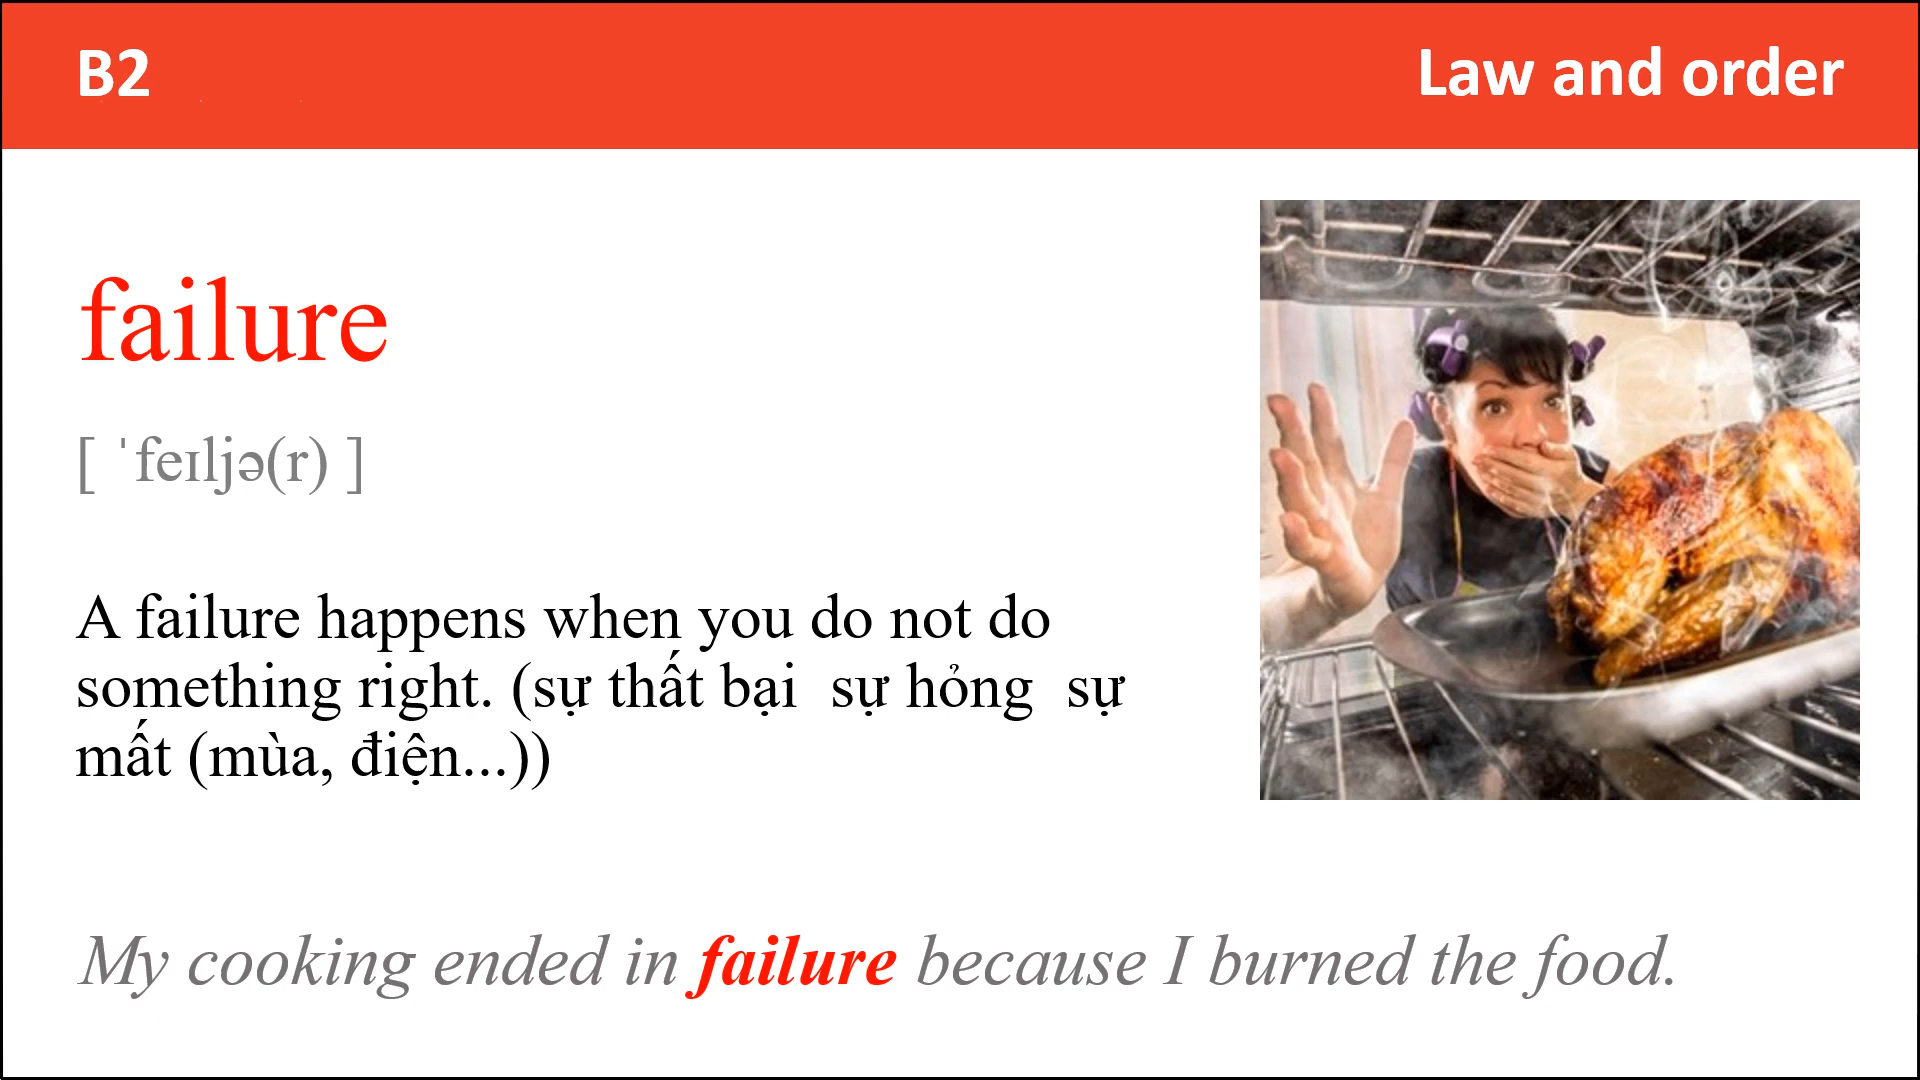 B2
Law and order
failure
[ ˈfeɪljə(r) ]
A failure happens when you do not do
something right. (sự thất bại  sự hỏng  sự
mất (mùa, điện...))
My cooking ended in failure because I burned the food.